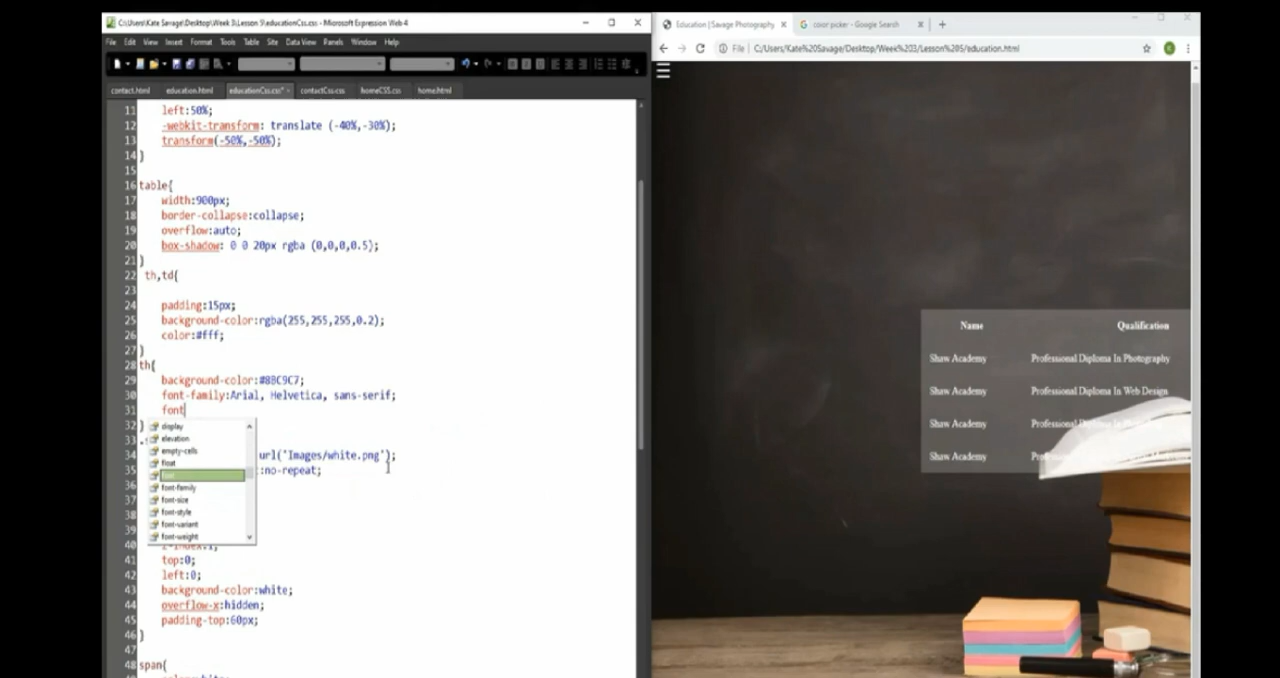 C:\Users\Kate Savage\Desktop\Week 3\Lesson 5\educationCss.css - Microsoft Expression Web 4
File Edit View Insert Format Tools Table Site Data View Panels Window Help
contact.html education.html educationCss.css* contactCss.css homeCSS.css home.html
11 left:50%;
12 -webkit-transform: translate (-40%,-30%);
13 transform(-50%,-50%);
14 }
15
16 table{
17 width:900px;
18 border-collapse:collapse;
19 overflow:auto;
20 box-shadow: 0 0 20px rgba (0,0,0,0.5);
21 }
22 th,td{
23
24 padding:15px;
25 background-color:rgba(255,255,255,0.2);
26 color:#fff;
27 }
28 th{
29 background-color:#8BC9C7;
30 font-family:Arial, Helvetica, sans-serif;
31 font
32 }
33 .
34 url('Images/white.png');
35 :no-repeat;
36
37
38
39
40 z-index:1;
41 top:0;
42 left:0;
43 background-color:white;
44 overflow-x:hidden;
45 padding-top:60px;
46 }
47
48 span{
display
elevation
empty-cells
float
font
font-family
font-size
font-style
font-variant
font-weight
Education | Savage Photography
color picker - Google Search
File C:/Users/Kate%20Savage/Desktop/Week%203/Lesson%205/education.html
Name Qualification
Shaw Academy Professional Diploma In Photography
Shaw Academy Professional Diploma In Web Design
Shaw Academy Professional Diploma In
Shaw Academy Professional Diploma